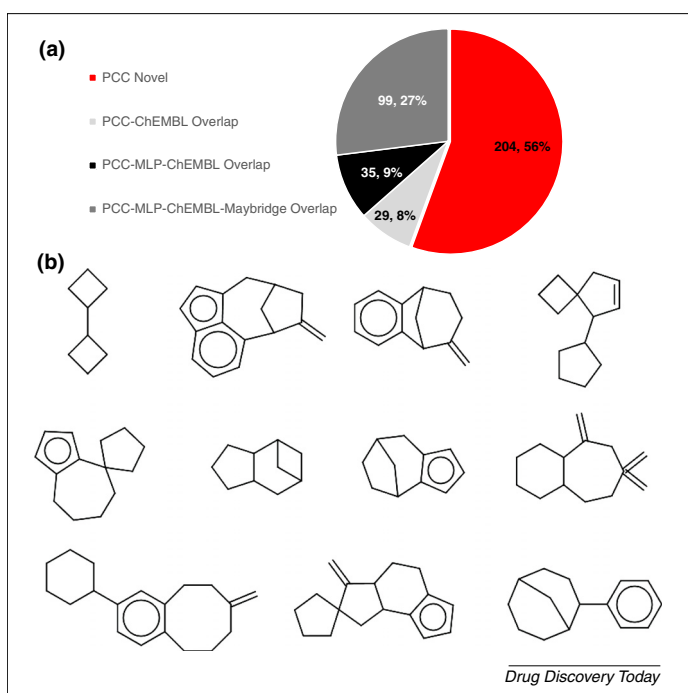 (a)
PCC Novel
PCC-ChEMBL Overlap
PCC-MLP-ChEMBL Overlap
PCC-MLP-ChEMBL-Maybridge Overlap
99, 27%
204, 56%
35, 9%
29, 8%
(b)
Drug Discovery Today